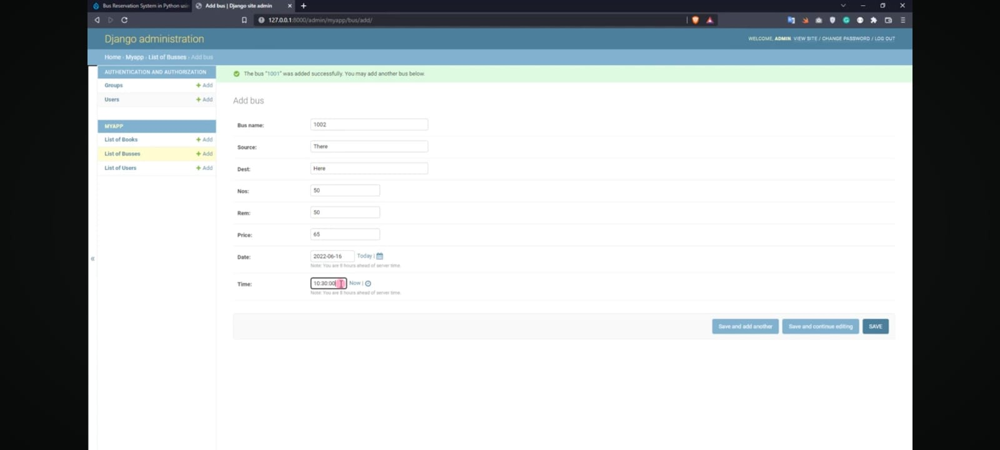 Bus Reservation System in Python usi
Add bus | Django site admin
127.0.0.1:8000/admin/myapp/bus/add/
Django administration
WELCOME, ADMIN. VIEW SITE / CHANGE PASSWORD / LOG OUT
Home › Myapp › List of Busses › Add bus
AUTHENTICATION AND AUTHORIZATION
Groups + Add
Users + Add
MYAPP
List of Books + Add
List of Busses + Add
List of Users + Add
The bus "1001" was added successfully. You may add another bus below.
Add bus
Bus name: 1002
Source: There
Dest: Here
Nos: 50
Rem: 50
Price: 65
Date: 2022-06-16 Today |
Note: You are 8 hours ahead of server time.
Time: 10:30:00 Now |
Note: You are 8 hours ahead of server time.
Save and add another Save and continue editing SAVE